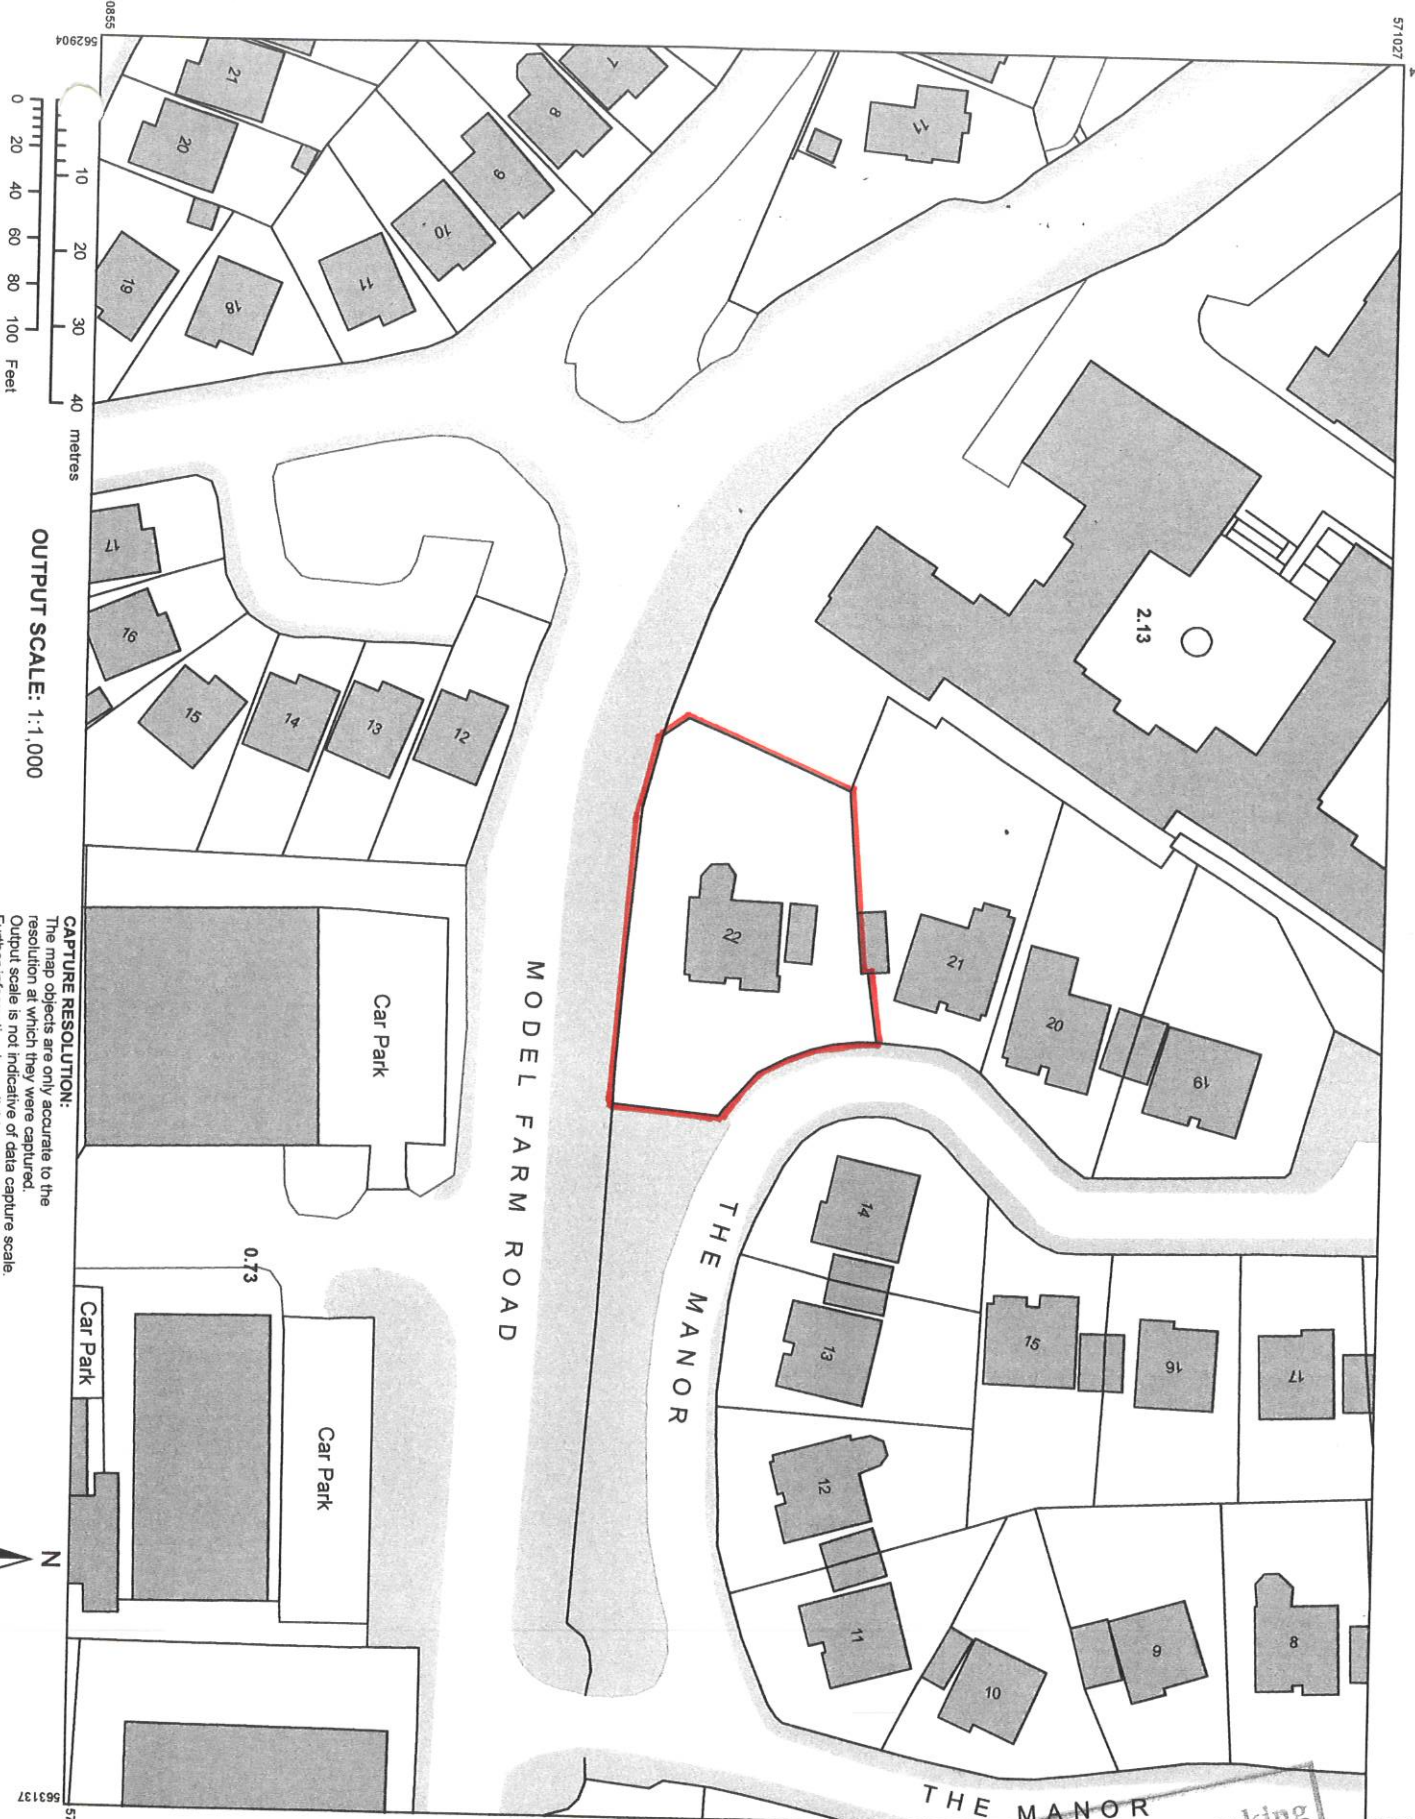 0855
562904
571027
7
8
9
10
11
21
20
19
18
11
0 20 40 60 80 100 Feet
10 20 30 40 metres
OUTPUT SCALE: 1:1,000
17
16
15
14
13
12
2.13
22
21
20
19
CAPTURE RESOLUTION:
The map objects are only accurate to the
resolution at which they were captured.
Output scale is not indicative of data capture scale.
Car Park
MODEL FARM ROAD
THE MANOR
14
13
12
11
15
16
17
10
9
8
0.73
Car Park
Car Park
N
563137
THE MANOR
king